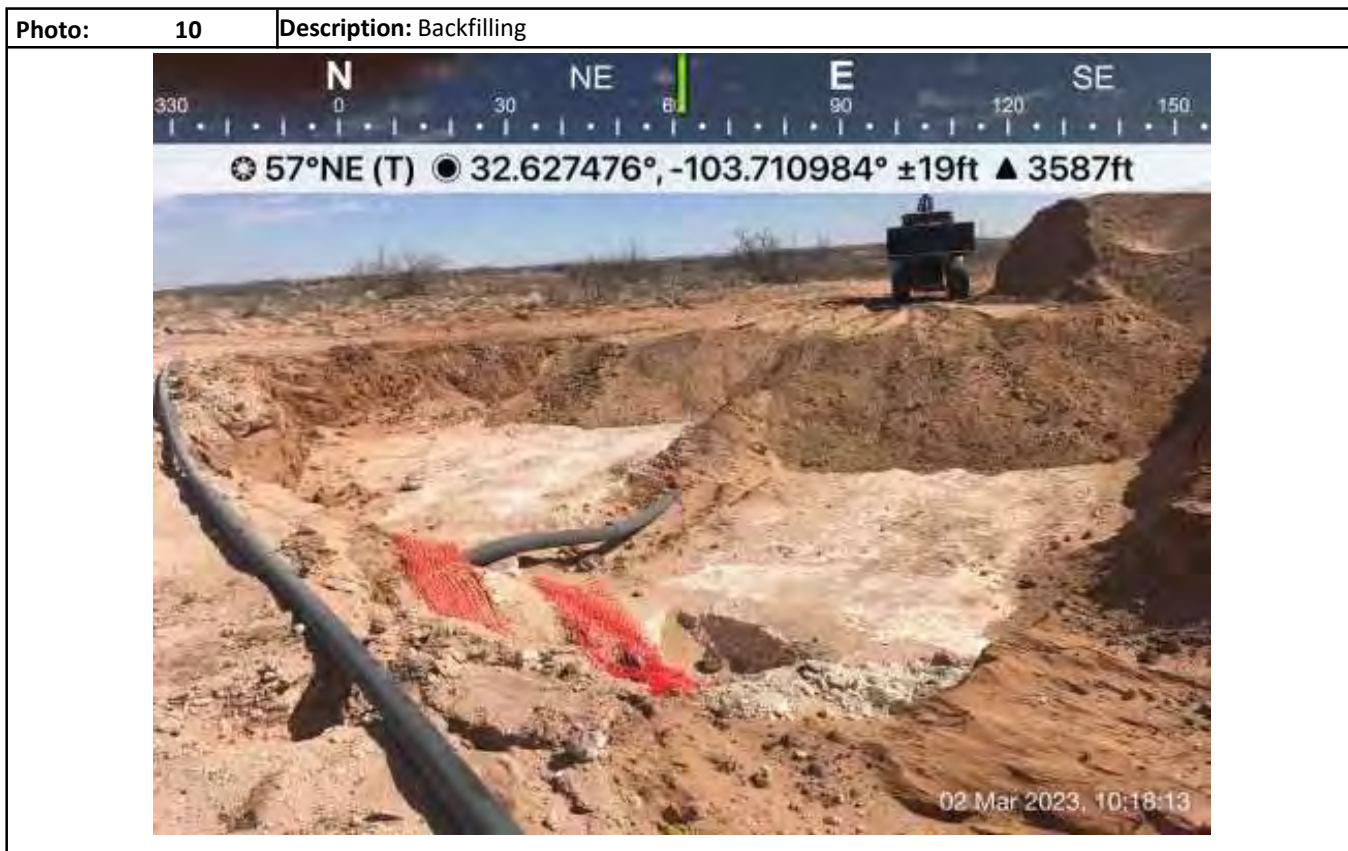 Photo: 10 Description: Backfilling
N NE E SE
330 0 30 60 90 120 150
57°NE (T) 32.627476°, -103.710984° ±19ft ▲ 3587ft
02 Mar 2023, 10:18:13